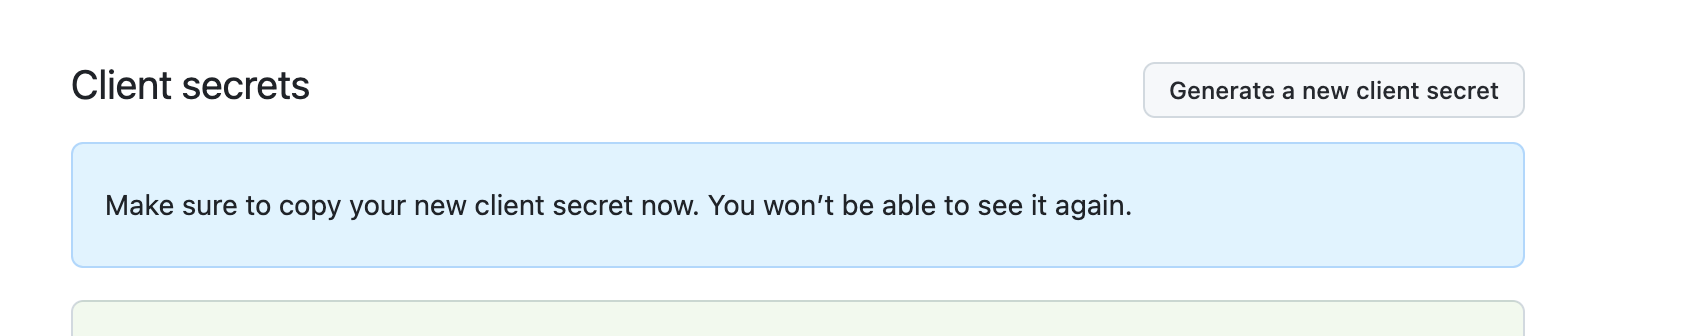 Client secrets
Generate a new client secret
Make sure to copy your new client secret now. You won’t be able to see it again.